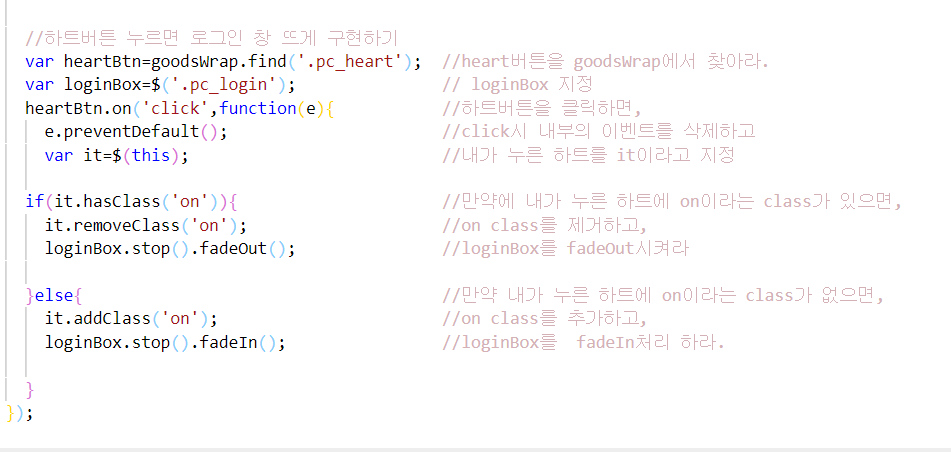 //하트버튼 누르면 로그인 창 뜨게 구현하기
var heartBtn=goodsWrap.find('.pc_heart'); //heart버튼을 goodsWrap에서 찾아라.
var loginBox=$('.pc_login'); // loginBox 지정
heartBtn.on('click',function(e){ //하트버튼을 클릭하면,
e.preventDefault(); //click시 내부의 이벤트를 삭제하고
var it=$(this); //내가 누른 하트를 it이라고 지정
if(it.hasClass('on')){ //만약에 내가 누른 하트에 on이라는 class가 있으면,
it.removeClass('on'); //on class를 제거하고,
loginBox.stop().fadeOut(); //loginBox를 fadeOut시켜라
}else{ //만약 내가 누른 하트에 on이라는 class가 없으면,
it.addClass('on'); //on class를 추가하고,
loginBox.stop().fadeIn(); //loginBox를 fadeIn처리 하라.
}
});